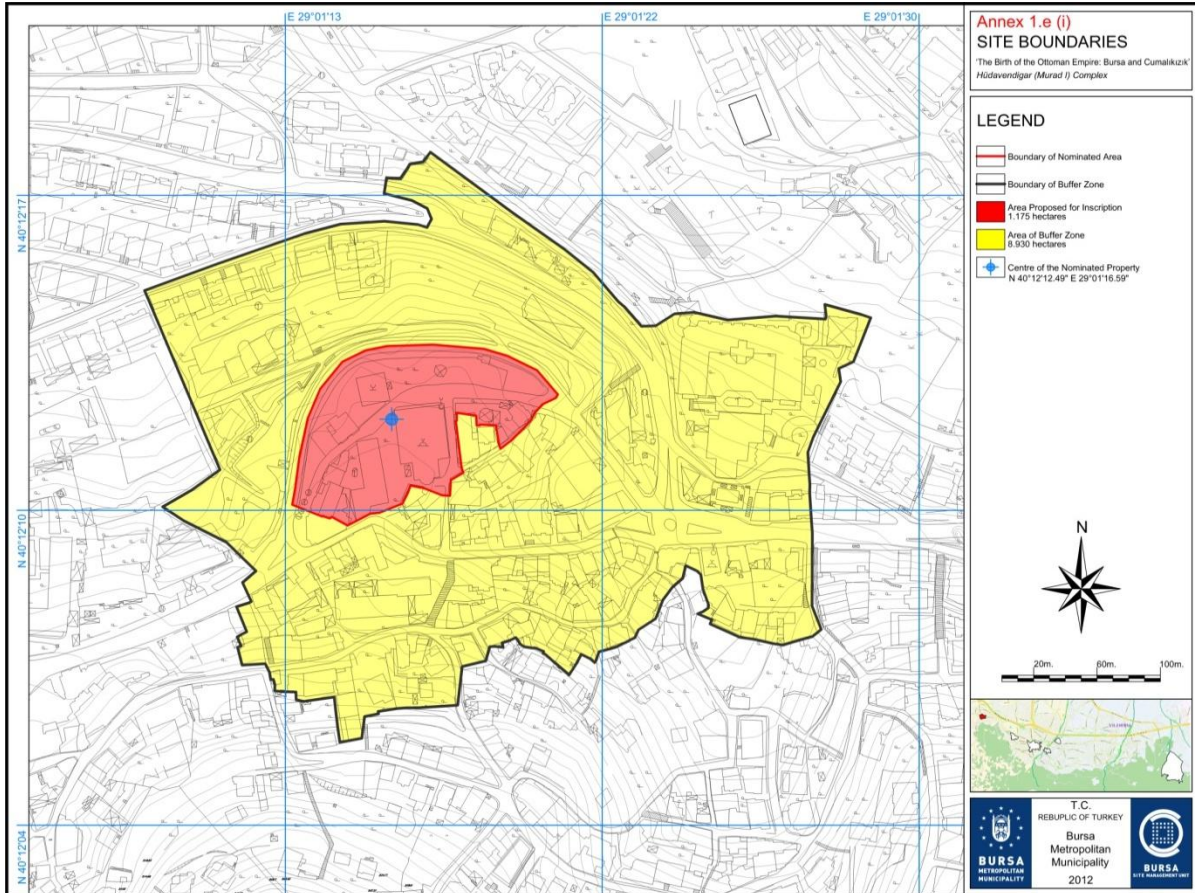 E 29°01'13
E 29°01'22
E 29°01'30
N 40°12'17
N 40°12'10
N 40°12'04
Annex 1.e (i)
SITE BOUNDARIES
'The Birth of the Ottoman Empire: Bursa and Cumalıkızık'
Hüdavendigar (Murad I) Complex
LEGEND
Boundary of Nominated Area
Boundary of Buffer Zone
Area Proposed for Inscription
1.175 hectares
Area of Buffer Zone
8.930 hectares
Centre of the Nominated Property
N 40°12'12.49" E 29°01'16.59"
N
20m. 60m. 100m.
BURSA
METROPOLITAN
MUNICIPALITY
T.C.
REBUPLIC OF TURKEY
Bursa
Metropolitan
Municipality
2012
BURSA
SITE MANAGEMENT UNIT